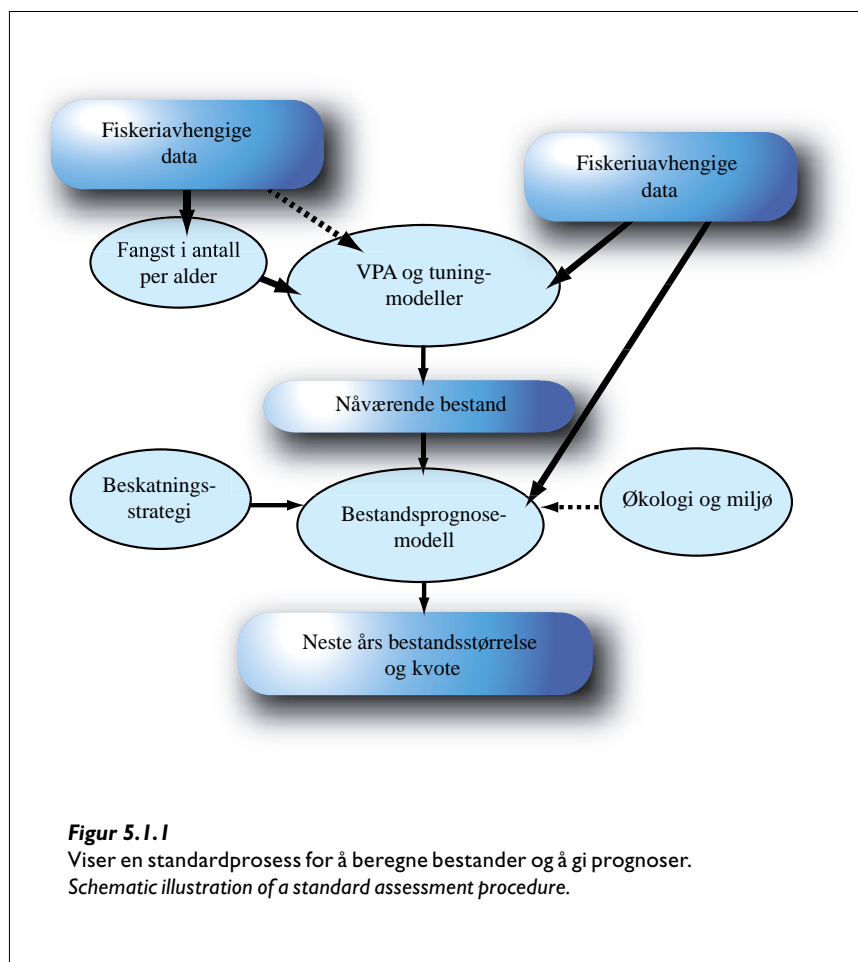 Fiskeriavhengige
data
Fiskeriuavhengige
data
Fangst i antall
per alder
VPA og tuning-
modeller
Nåværende bestand
Beskatnings-
strategi
Bestandsprognose-
modell
Økologi og miljø
Neste års bestandsstørrelse
og kvote
Figur 5.1.1
Viser en standardprosess for å beregne bestander og å gi prognoser.
Schematic illustration of a standard assessment procedure.